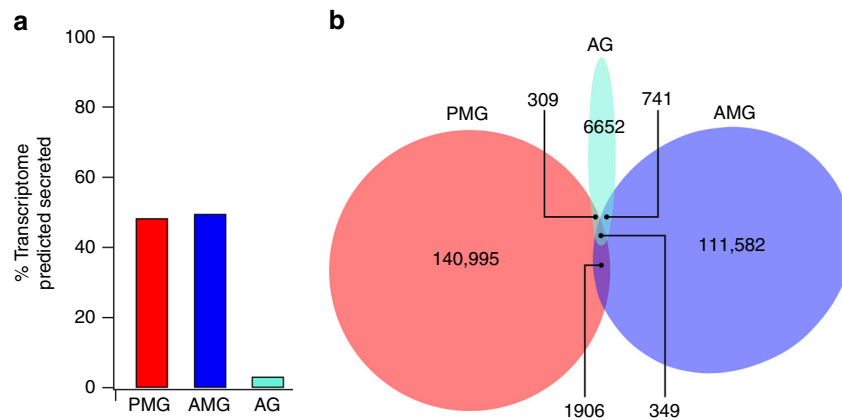 a
% Transcriptome
predicted secreted
100
80
60
40
20
0
PMG AMG AG
b
AG
309
741
PMG
6652
AMG
140,995
111,582
1906
349